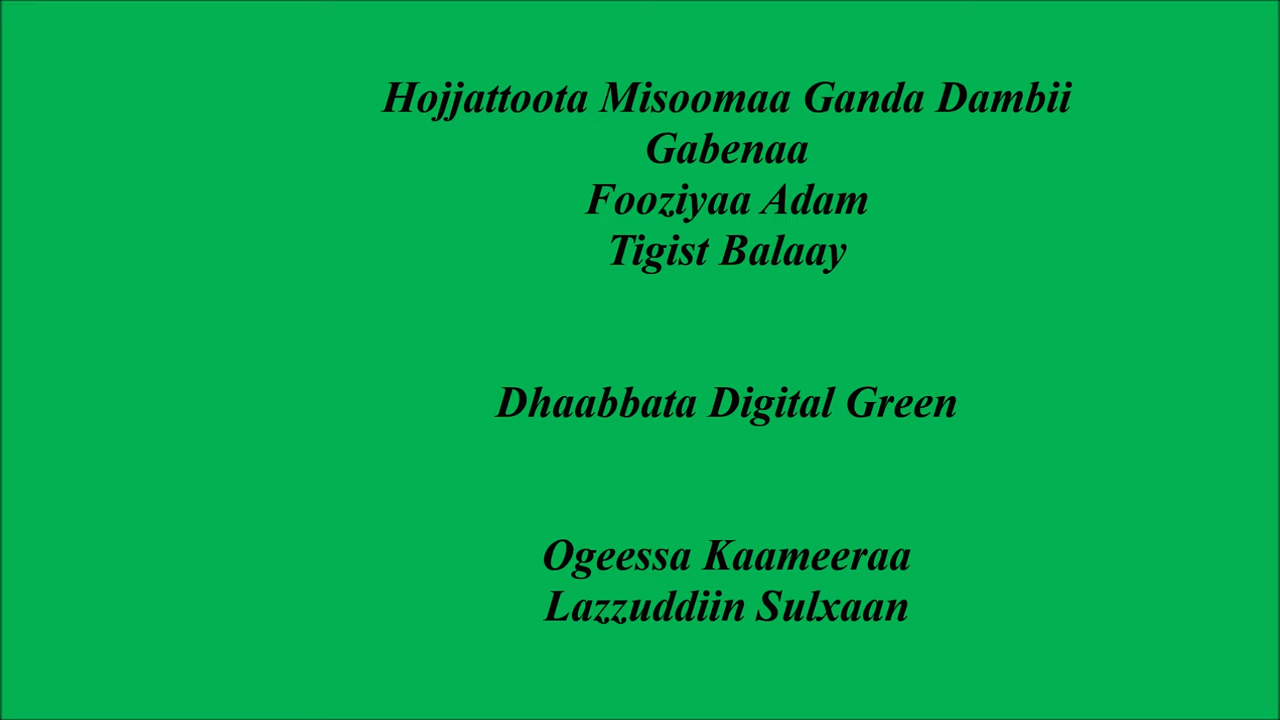 Hojjattoota Misoomaa Ganda Dambii
Gabenaa
Fooziyaa Adam
Tigist Balaay
Dhaabbata Digital Green
Ogeessa Kaameeraa
Lazzuddiin Sulxaan